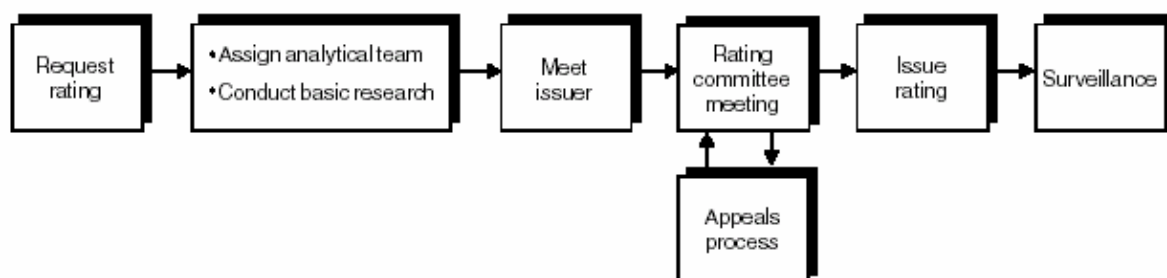 Request
rating
• Assign analytical team
• Conduct basic research
Meet
issuer
Rating
committee
meeting
Issue
rating
Surveillance
Appeals
process